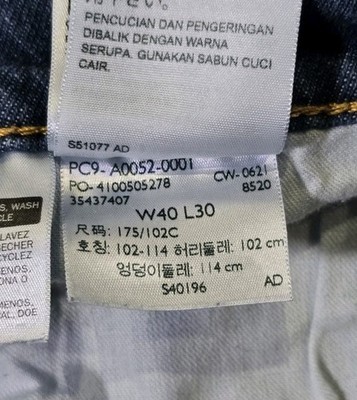 PENCUCIAN DAN PENGERINGAN
DIBALIK DENGAN WARNA
SERUPA. GUNAKAN SABUN CUCI
CAIR.
S51077 AD
PC9- A0052-0001
PO- 4100505278 CW- 0621
35437407 8520
W40 L30
尺码: 175/102C
호칭: 102-114 허리둘레: 102 cm
엉덩이둘레: 114 cm
S40196 AD
S. WASH
CLE
LAVEZ
ECHER
CYCLEZ
MENOS.
ONA D
MENOS.
AL, DOE